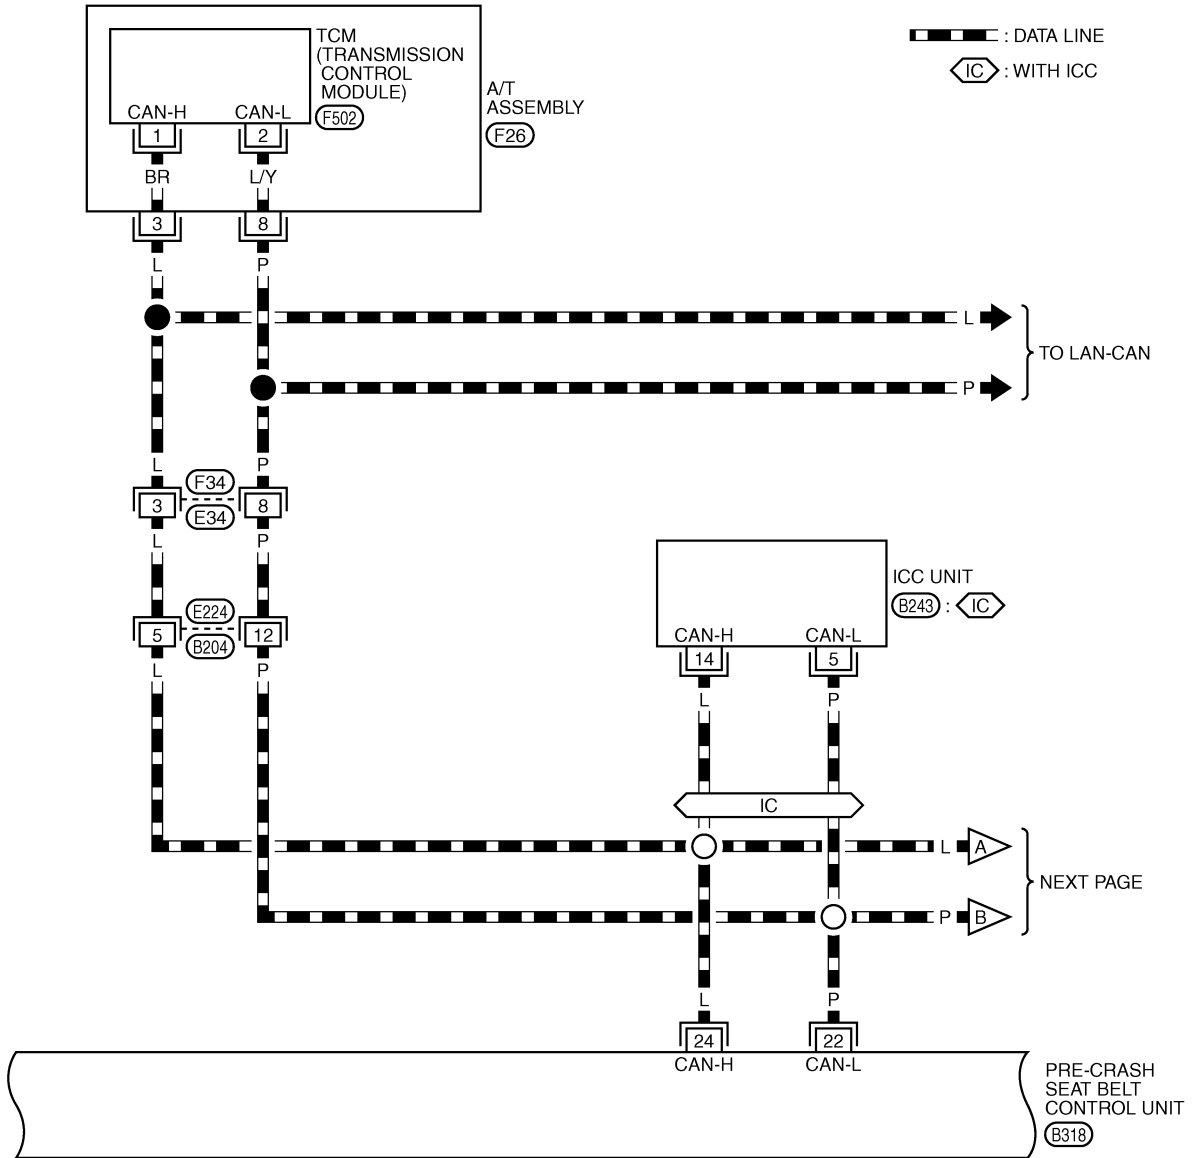 TCM
(TRANSMISSION
CONTROL
MODULE)
F502
A/T
ASSEMBLY
F26
: DATA LINE
IC : WITH ICC
CAN-H CAN-L
1 2
BR L/Y
3 8
L P
L
TO LAN-CAN
P
L P
F34
3 8
E34
L P
E224
5 12
B204
L P
ICC UNIT
B243 : IC
CAN-H CAN-L
14 5
L P
IC
L A
NEXT PAGE
P B
L P
24 22
CAN-H CAN-L
PRE-CRASH
SEAT BELT
CONTROL UNIT
B318